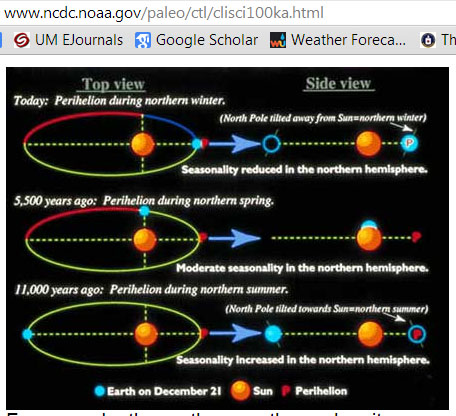 www.ncdc.noaa.gov/paleo/ctl/clisci100ka.html
UM EJournals
Google Scholar
Weather Foreca...
Th
Top view
Side view
Today: Perihelion during northern winter.
(North Pole tilted away from Sun=northern winter)
P
P
Seasonality reduced in the northern hemisphere.
5,500 years ago: Perihelion during northern spring.
P
P
Moderate seasonality in the northern hemisphere.
11,000 years ago: Perihelion during northern summer.
(North Pole tilted towards Sun=northern summer)
P
P
Seasonality increased in the northern hemisphere.
Earth on December 21
Sun
P Perihelion